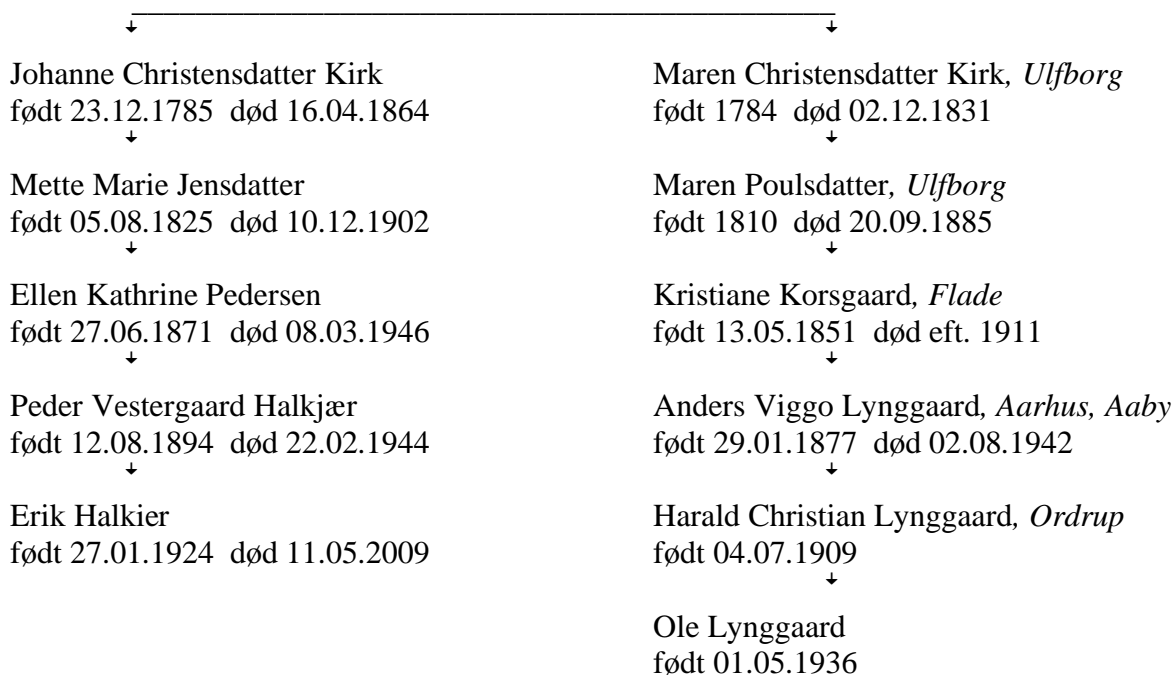 Johanne Christensdatter Kirk
født 23.12.1785  død 16.04.1864
Mette Marie Jensdatter
født 05.08.1825  død 10.12.1902
Ellen Kathrine Pedersen
født 27.06.1871  død 08.03.1946
Peder Vestergaard Halkjær
født 12.08.1894  død 22.02.1944
Erik Halkier
født 27.01.1924  død 11.05.2009
Maren Christensdatter Kirk, Ulfborg
født 1784  død 02.12.1831
Maren Poulsdatter, Ulfborg
født 1810  død 20.09.1885
Kristiane Korsgaard, Flade
født 13.05.1851  død eft. 1911
Anders Viggo Lynggaard, Aarhus, Aaby
født 29.01.1877  død 02.08.1942
Harald Christian Lynggaard, Ordrup
født 04.07.1909
Ole Lynggaard
født 01.05.1936